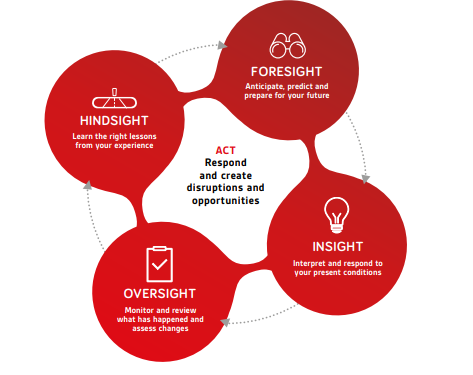 FORESIGHT
Anticipate, predict and
prepare for your future
HINDSIGHT
Learn the right lessons
from your experience
ACT
Respond
and create
disruptions and
opportunities
INSIGHT
Interpret and respond to
your present conditions
OVERSIGHT
Monitor and review
what has happened and
assess changes